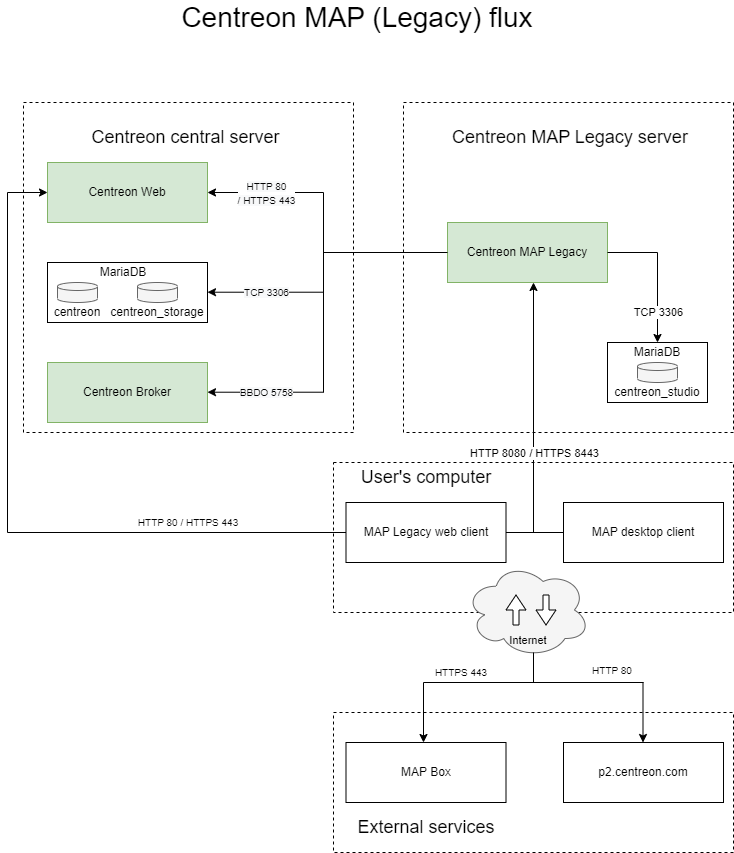 Centreon MAP (Legacy) flux
Centreon central server
Centreon MAP Legacy server
Centreon Web
HTTP 80
/ HTTPS 443
Centreon MAP Legacy
MariaDB
centreon
centreon_storage
TCP 3306
TCP 3306
MariaDB
centreon_studio
Centreon Broker
BBDO 5758
HTTP 8080 / HTTPS 8443
User's computer
HTTP 80 / HTTPS 443
MAP Legacy web client
MAP desktop client
Internet
HTTPS 443
HTTP 80
MAP Box
p2.centreon.com
External services